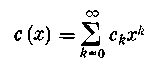 c (x) = ∑_{k=0}^{∞} c_k x^k